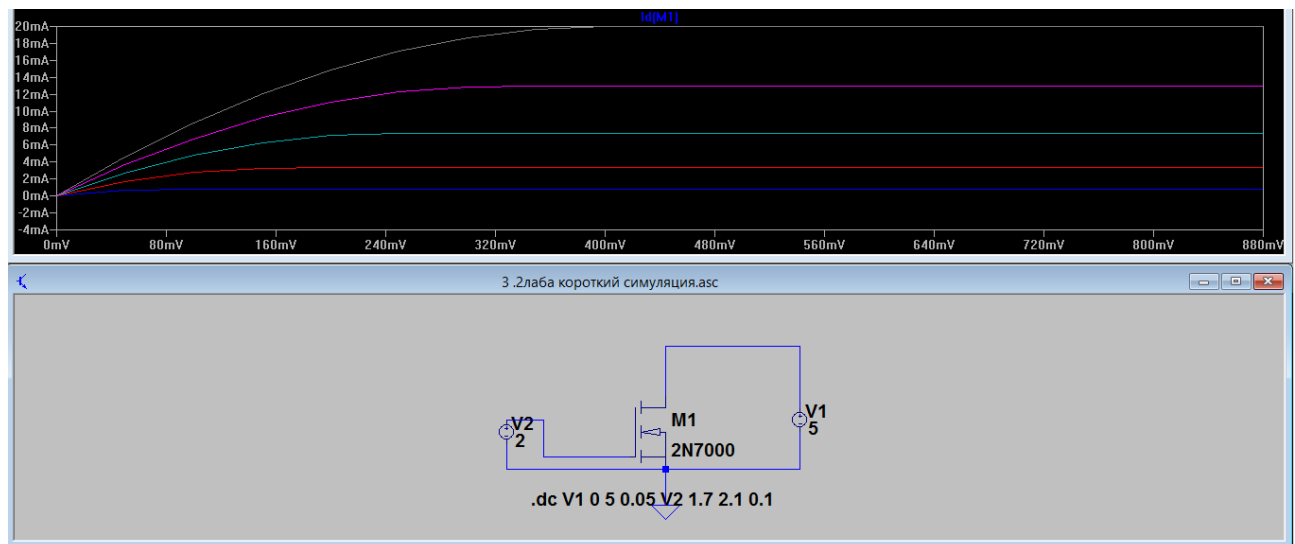 Id(M1)
20mA
18mA
16mA
14mA
12mA
10mA
8mA
6mA
4mA
2mA
0mA
-2mA
-4mA
0mV 80mV 160mV 240mV 320mV 400mV 480mV 560mV 640mV 720mV 800mV 880mV
3 .2лаба короткий симуляция.asc
V2
2
M1
2N7000
V1
5
.dc V1 0 5 0.05 V2 1.7 2.1 0.1